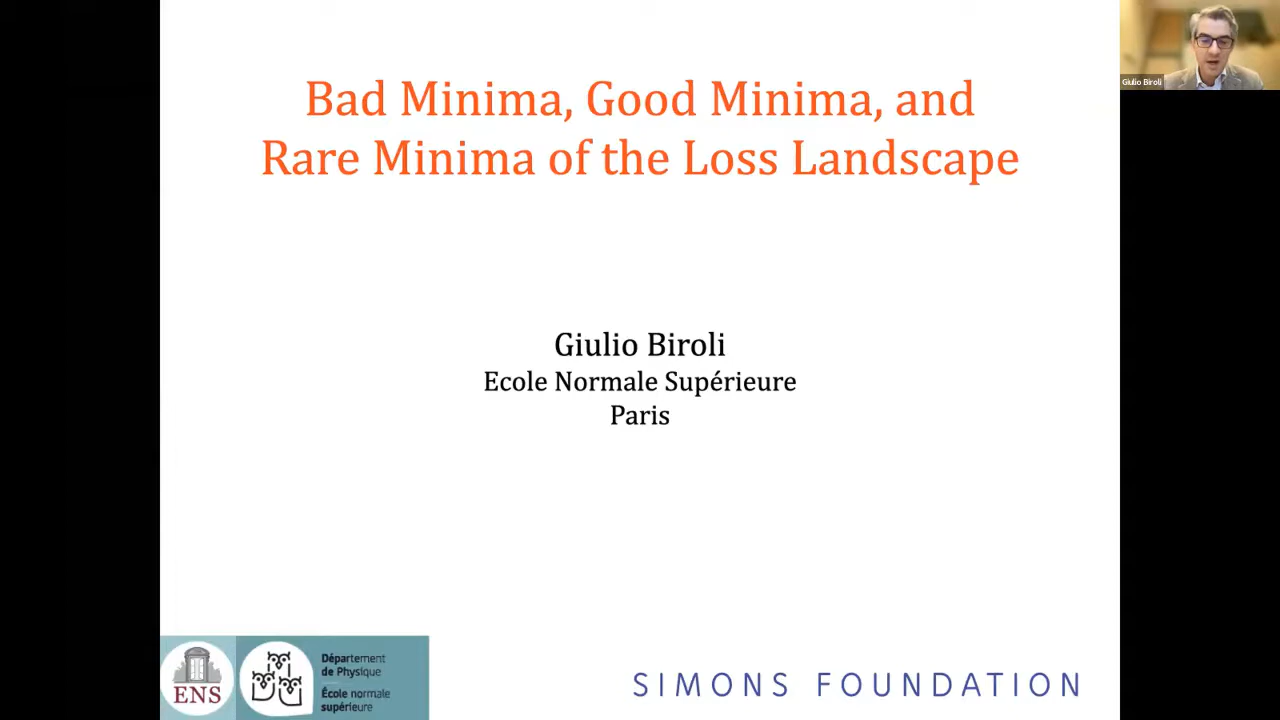 Bad Minima, Good Minima, and
Rare Minima of the Loss Landscape
Giulio Biroli
Giulio Biroli
Ecole Normale Supérieure
Paris
ENS
Département
de Physique
École normale
supérieure
SIMONS FOUNDATION